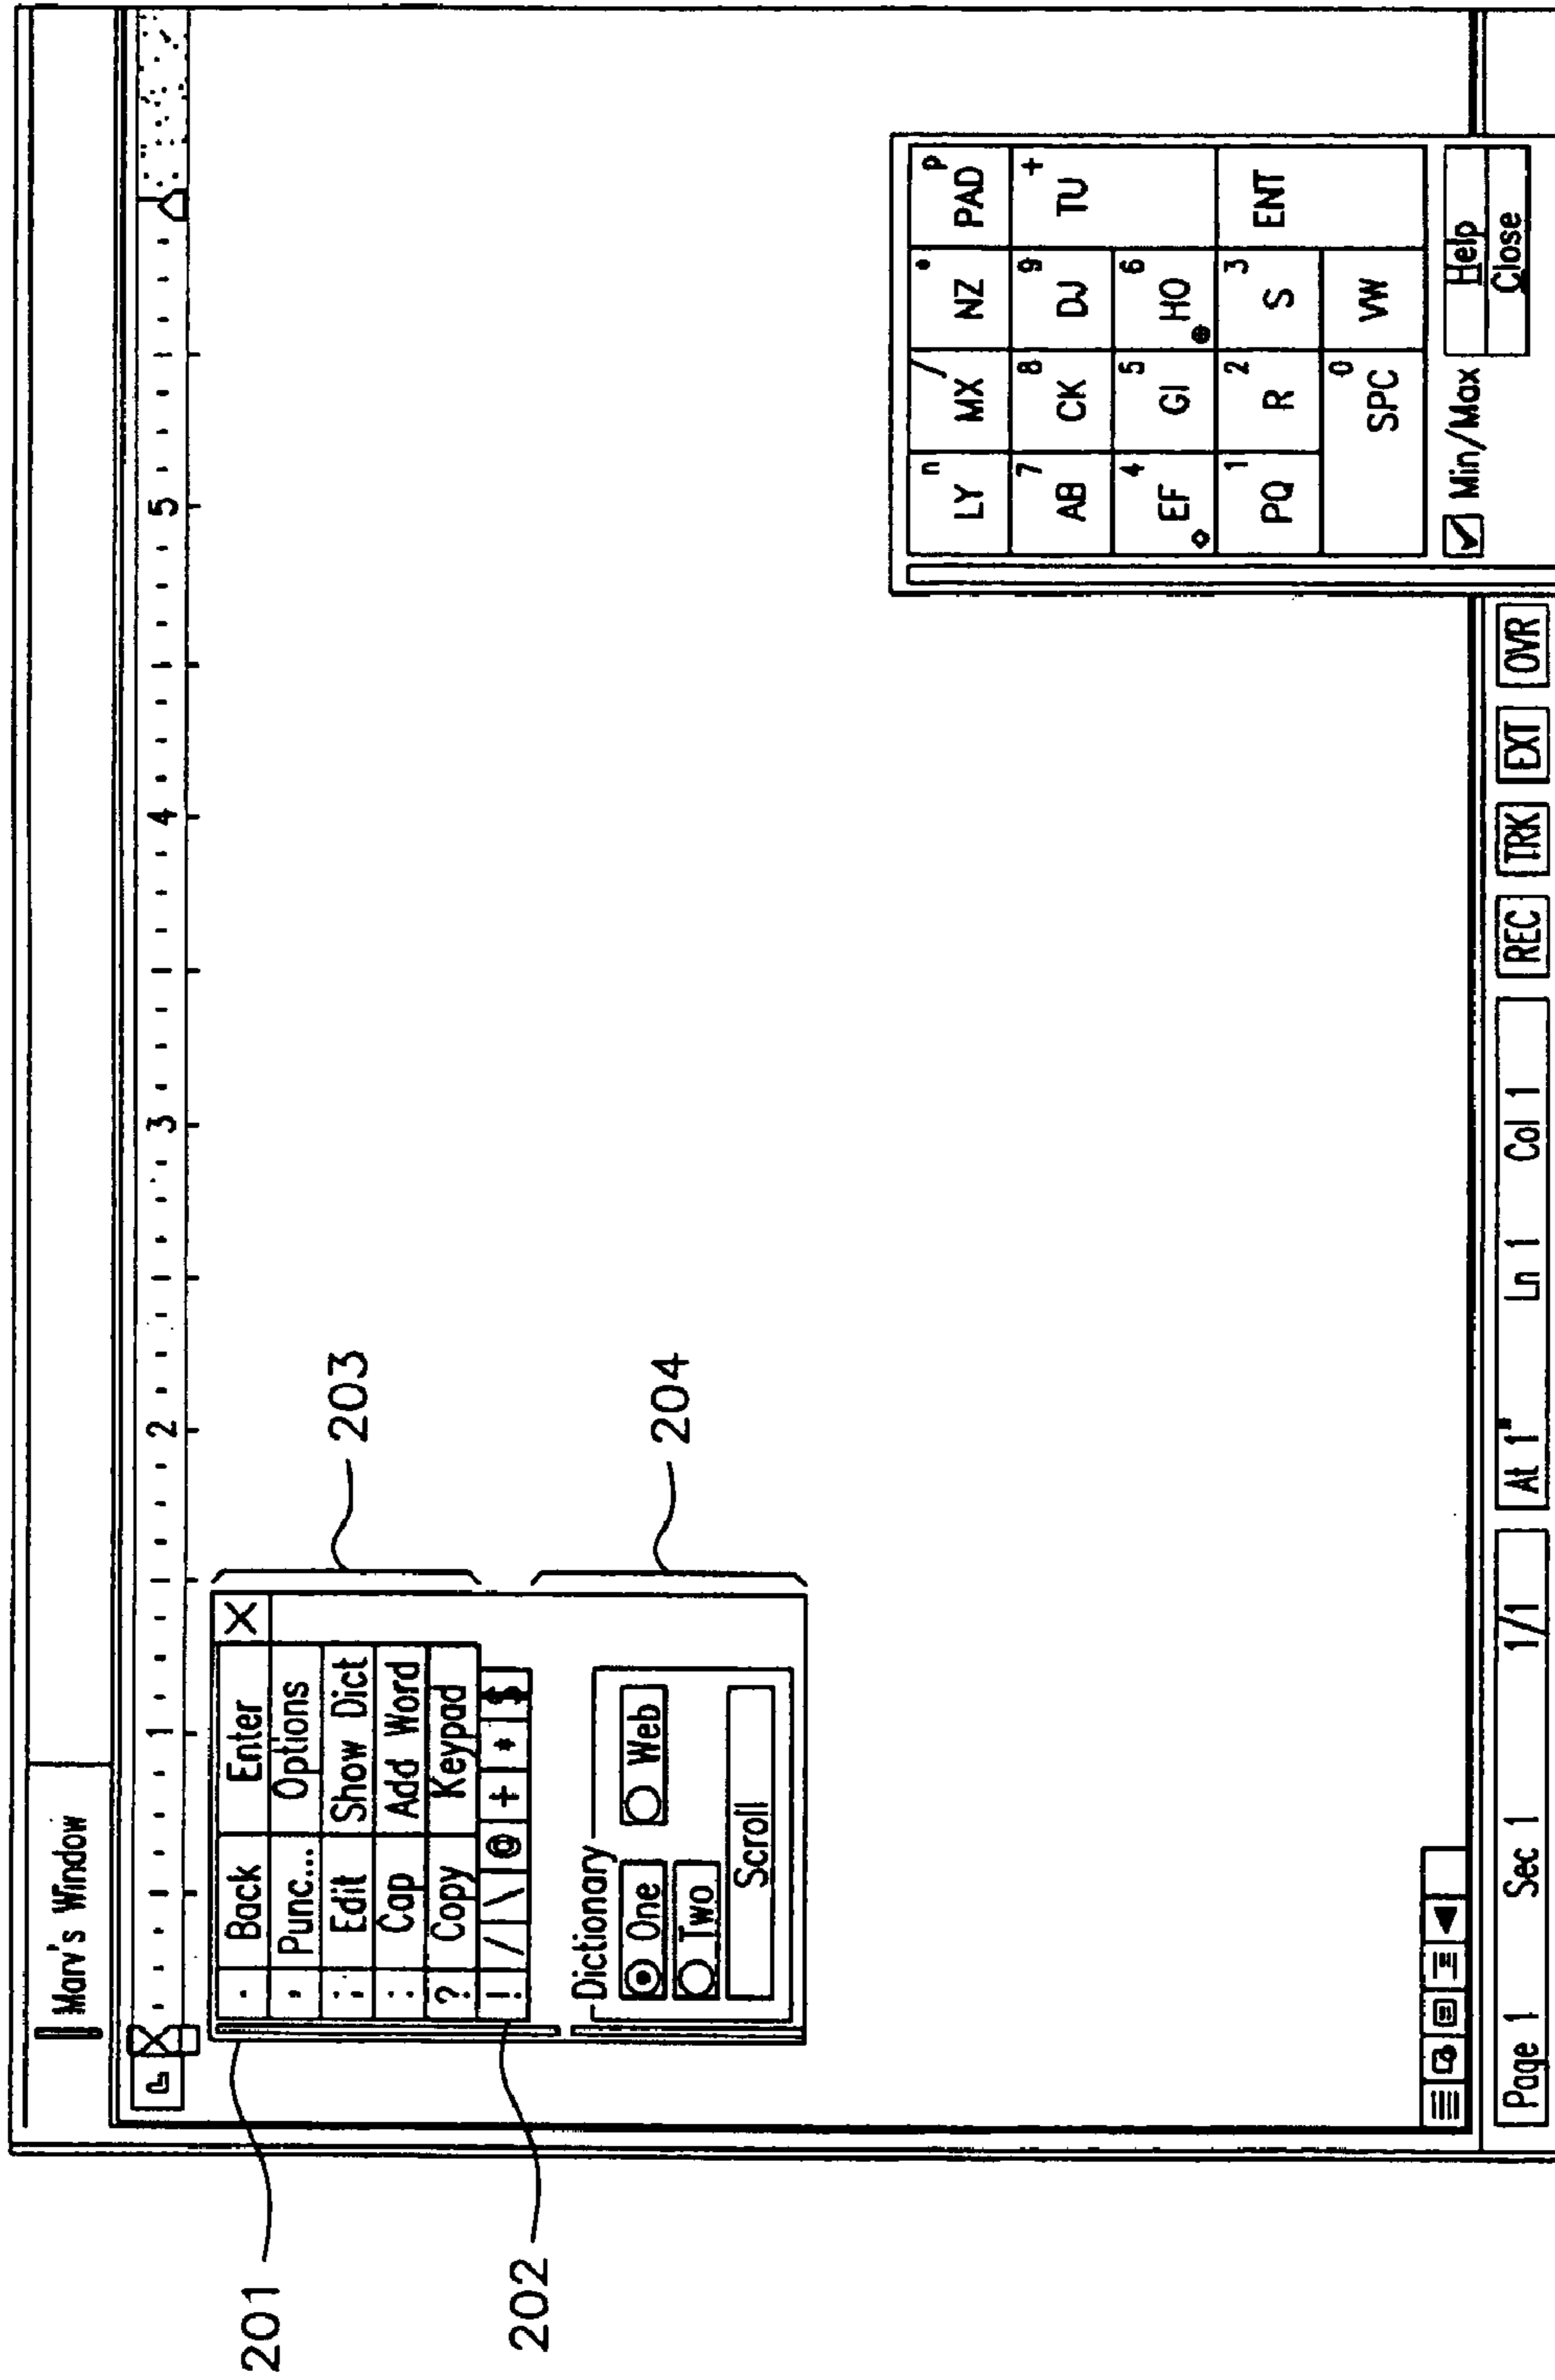 Marv's Window
1 2 3 4 5
. Back Enter X
, Punc... Options
; Edit Show Dict
: Cap Add Word
? Copy Keypad
! / \ @ + * $
203
201
202
Dictionary
One Web
Two
Scroll
204
LY n MX / NZ • PAD p
AB 7 CK 8 DJ 9 TU +
EF 4 GI 5 HO 6
PQ 1 R 2 S 3 ENT
SPC 0 VW
Min/Max Help
Close
Page 1 Sec 1 1/1 At 1" Ln 1 Col 1 REC TRK EXT OVR